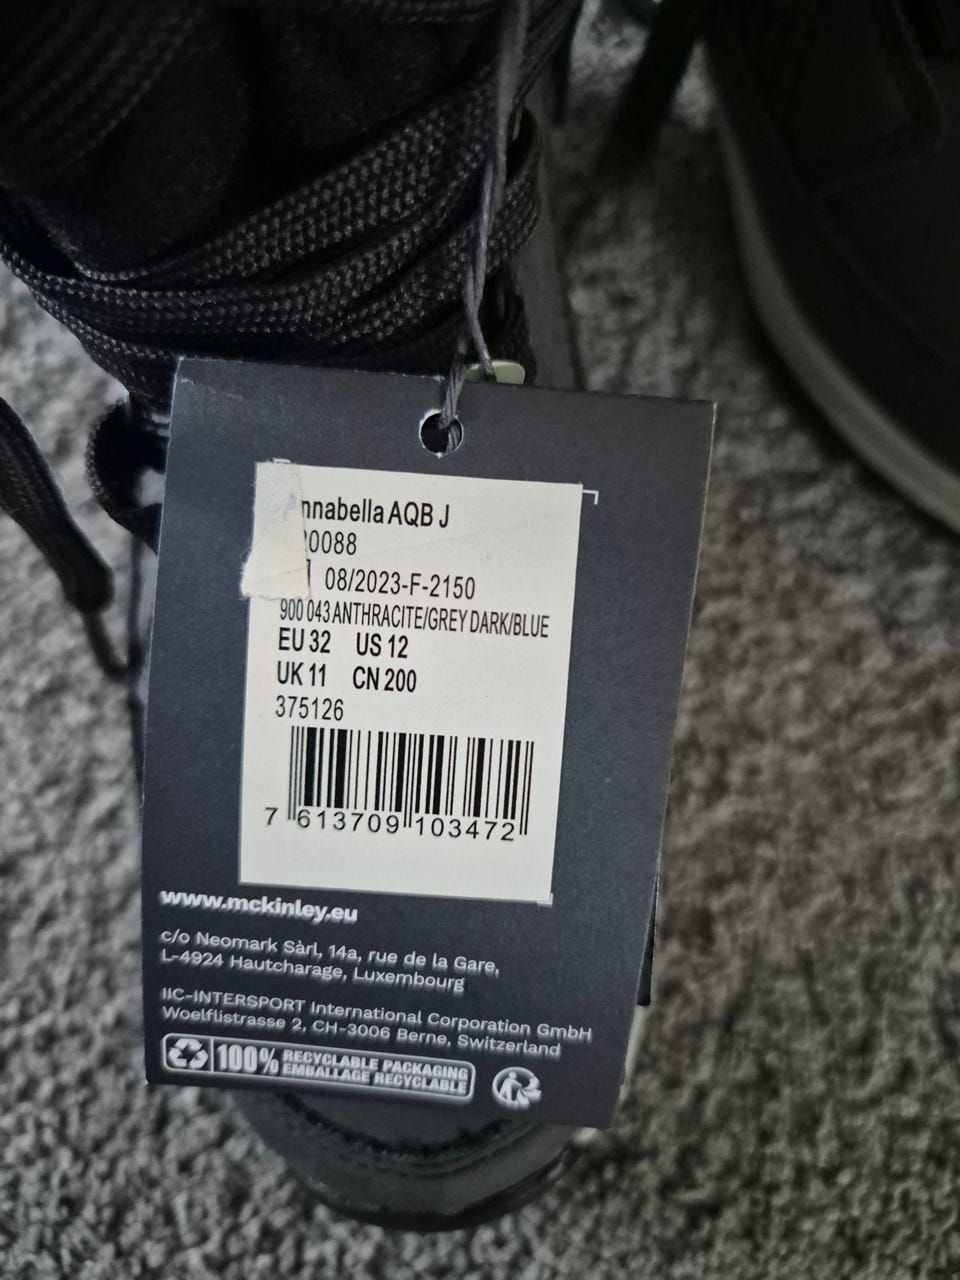 nnabella AQB J
0088
08/2023-F-2150
900 043 ANTHRACITE/GREY DARK/BLUE
EU 32 US 12
UK 11 CN 200
375126
7 613709 103472
www.mckinley.eu
c/o Neomark Sàrl, 14a, rue de la Gare,
L-4924 Hautcharage, Luxembourg
IIC-INTERSPORT International Corporation GmbH
Woelflistrasse 2, CH-3006 Berne, Switzerland
100% RECYCLABLE PACKAGING
EMBALLAGE RECYCLABLE